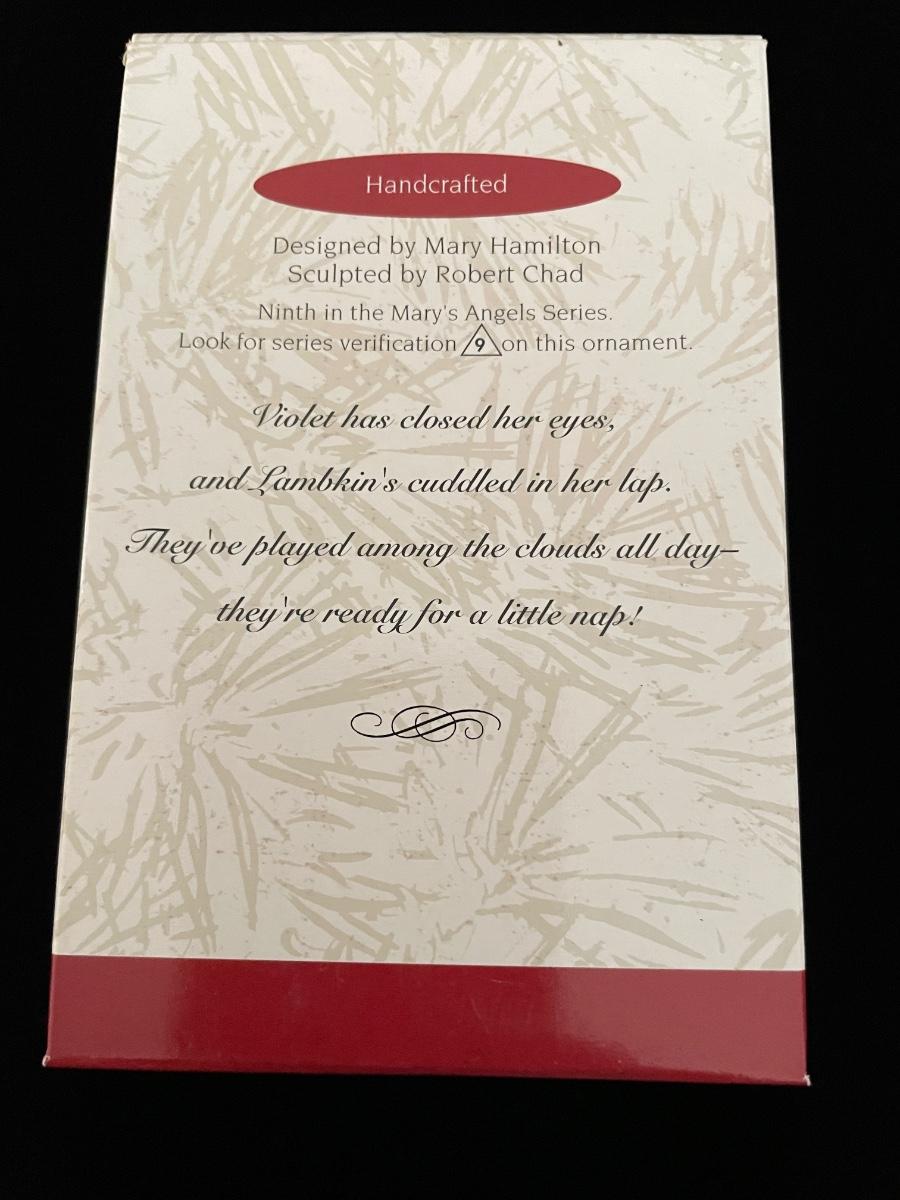 Handcrafted
Designed by Mary Hamilton
Sculpted by Robert Chad
Ninth in the Mary's Angels Series.
Look for series verification 9 on this ornament.
Violet has closed her eyes,
and Lambkin's cuddled in her lap.
They've played among the clouds all day–
they're ready for a little nap!